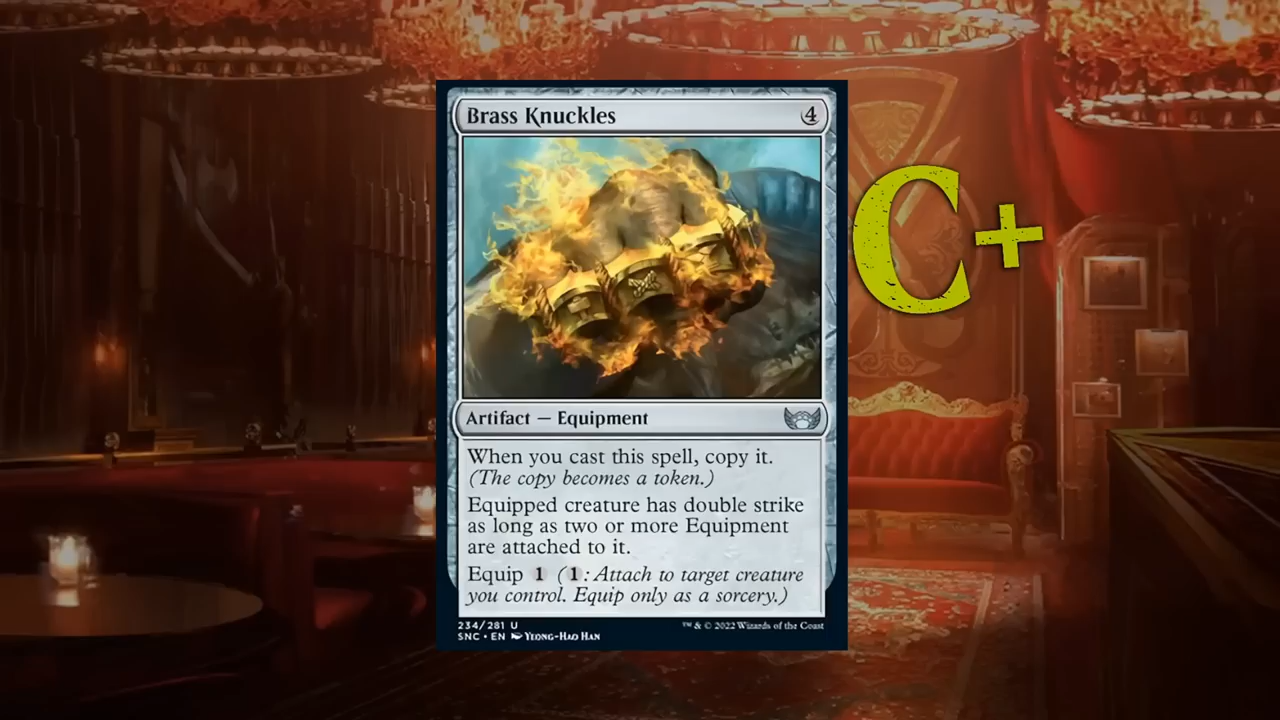 Brass Knuckles 4
C+
Artifact — Equipment
When you cast this spell, copy it.
(The copy becomes a token.)
Equipped creature has double strike
as long as two or more Equipment
are attached to it.
Equip 1 (1: Attach to target creature
you control. Equip only as a sorcery.)
234/281 U
SNC • EN Yeong-Hao Han
™ & © 2022 Wizards of the Coast